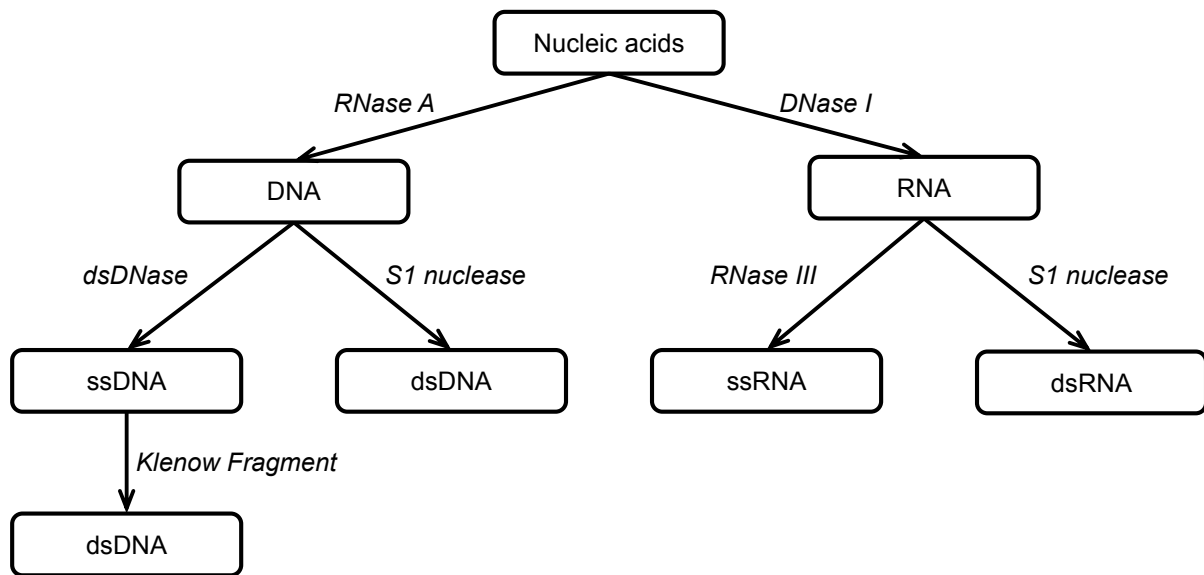 Nucleic acids
RNase A
DNase I
DNA
RNA
dsDNase
S1 nuclease
RNase III
S1 nuclease
ssDNA
dsDNA
ssRNA
dsRNA
Klenow Fragment
dsDNA